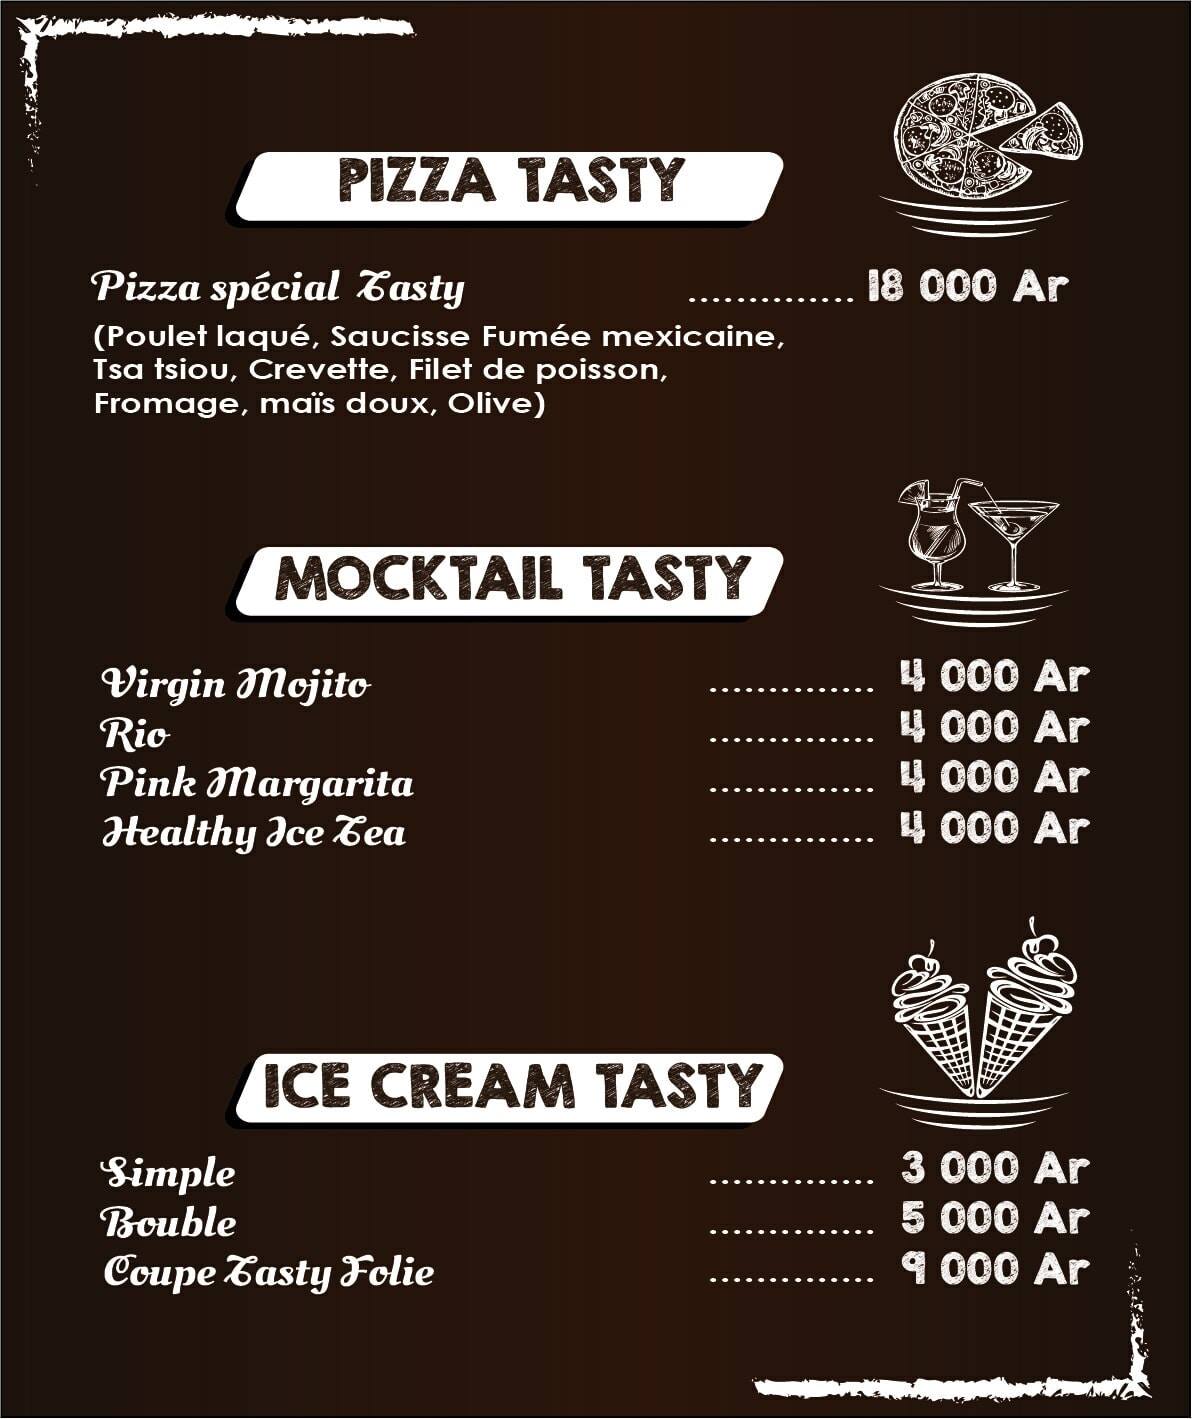 PIZZA TASTY
Pizza spécial Tasty .............. 18 000 Ar
(Poulet laqué, Saucisse Fumée mexicaine,
Tsa tsiou, Crevette, Filet de poisson,
Fromage, maïs doux, Olive)
MOCKTAIL TASTY
Virgin Mojito .............. 4 000 Ar
Rio .............. 4 000 Ar
Pink Margarita .............. 4 000 Ar
Healthy Ice Tea .............. 4 000 Ar
ICE CREAM TASTY
Simple .............. 3 000 Ar
Bouble .............. 5 000 Ar
Coupe Tasty Folie .............. 9 000 Ar